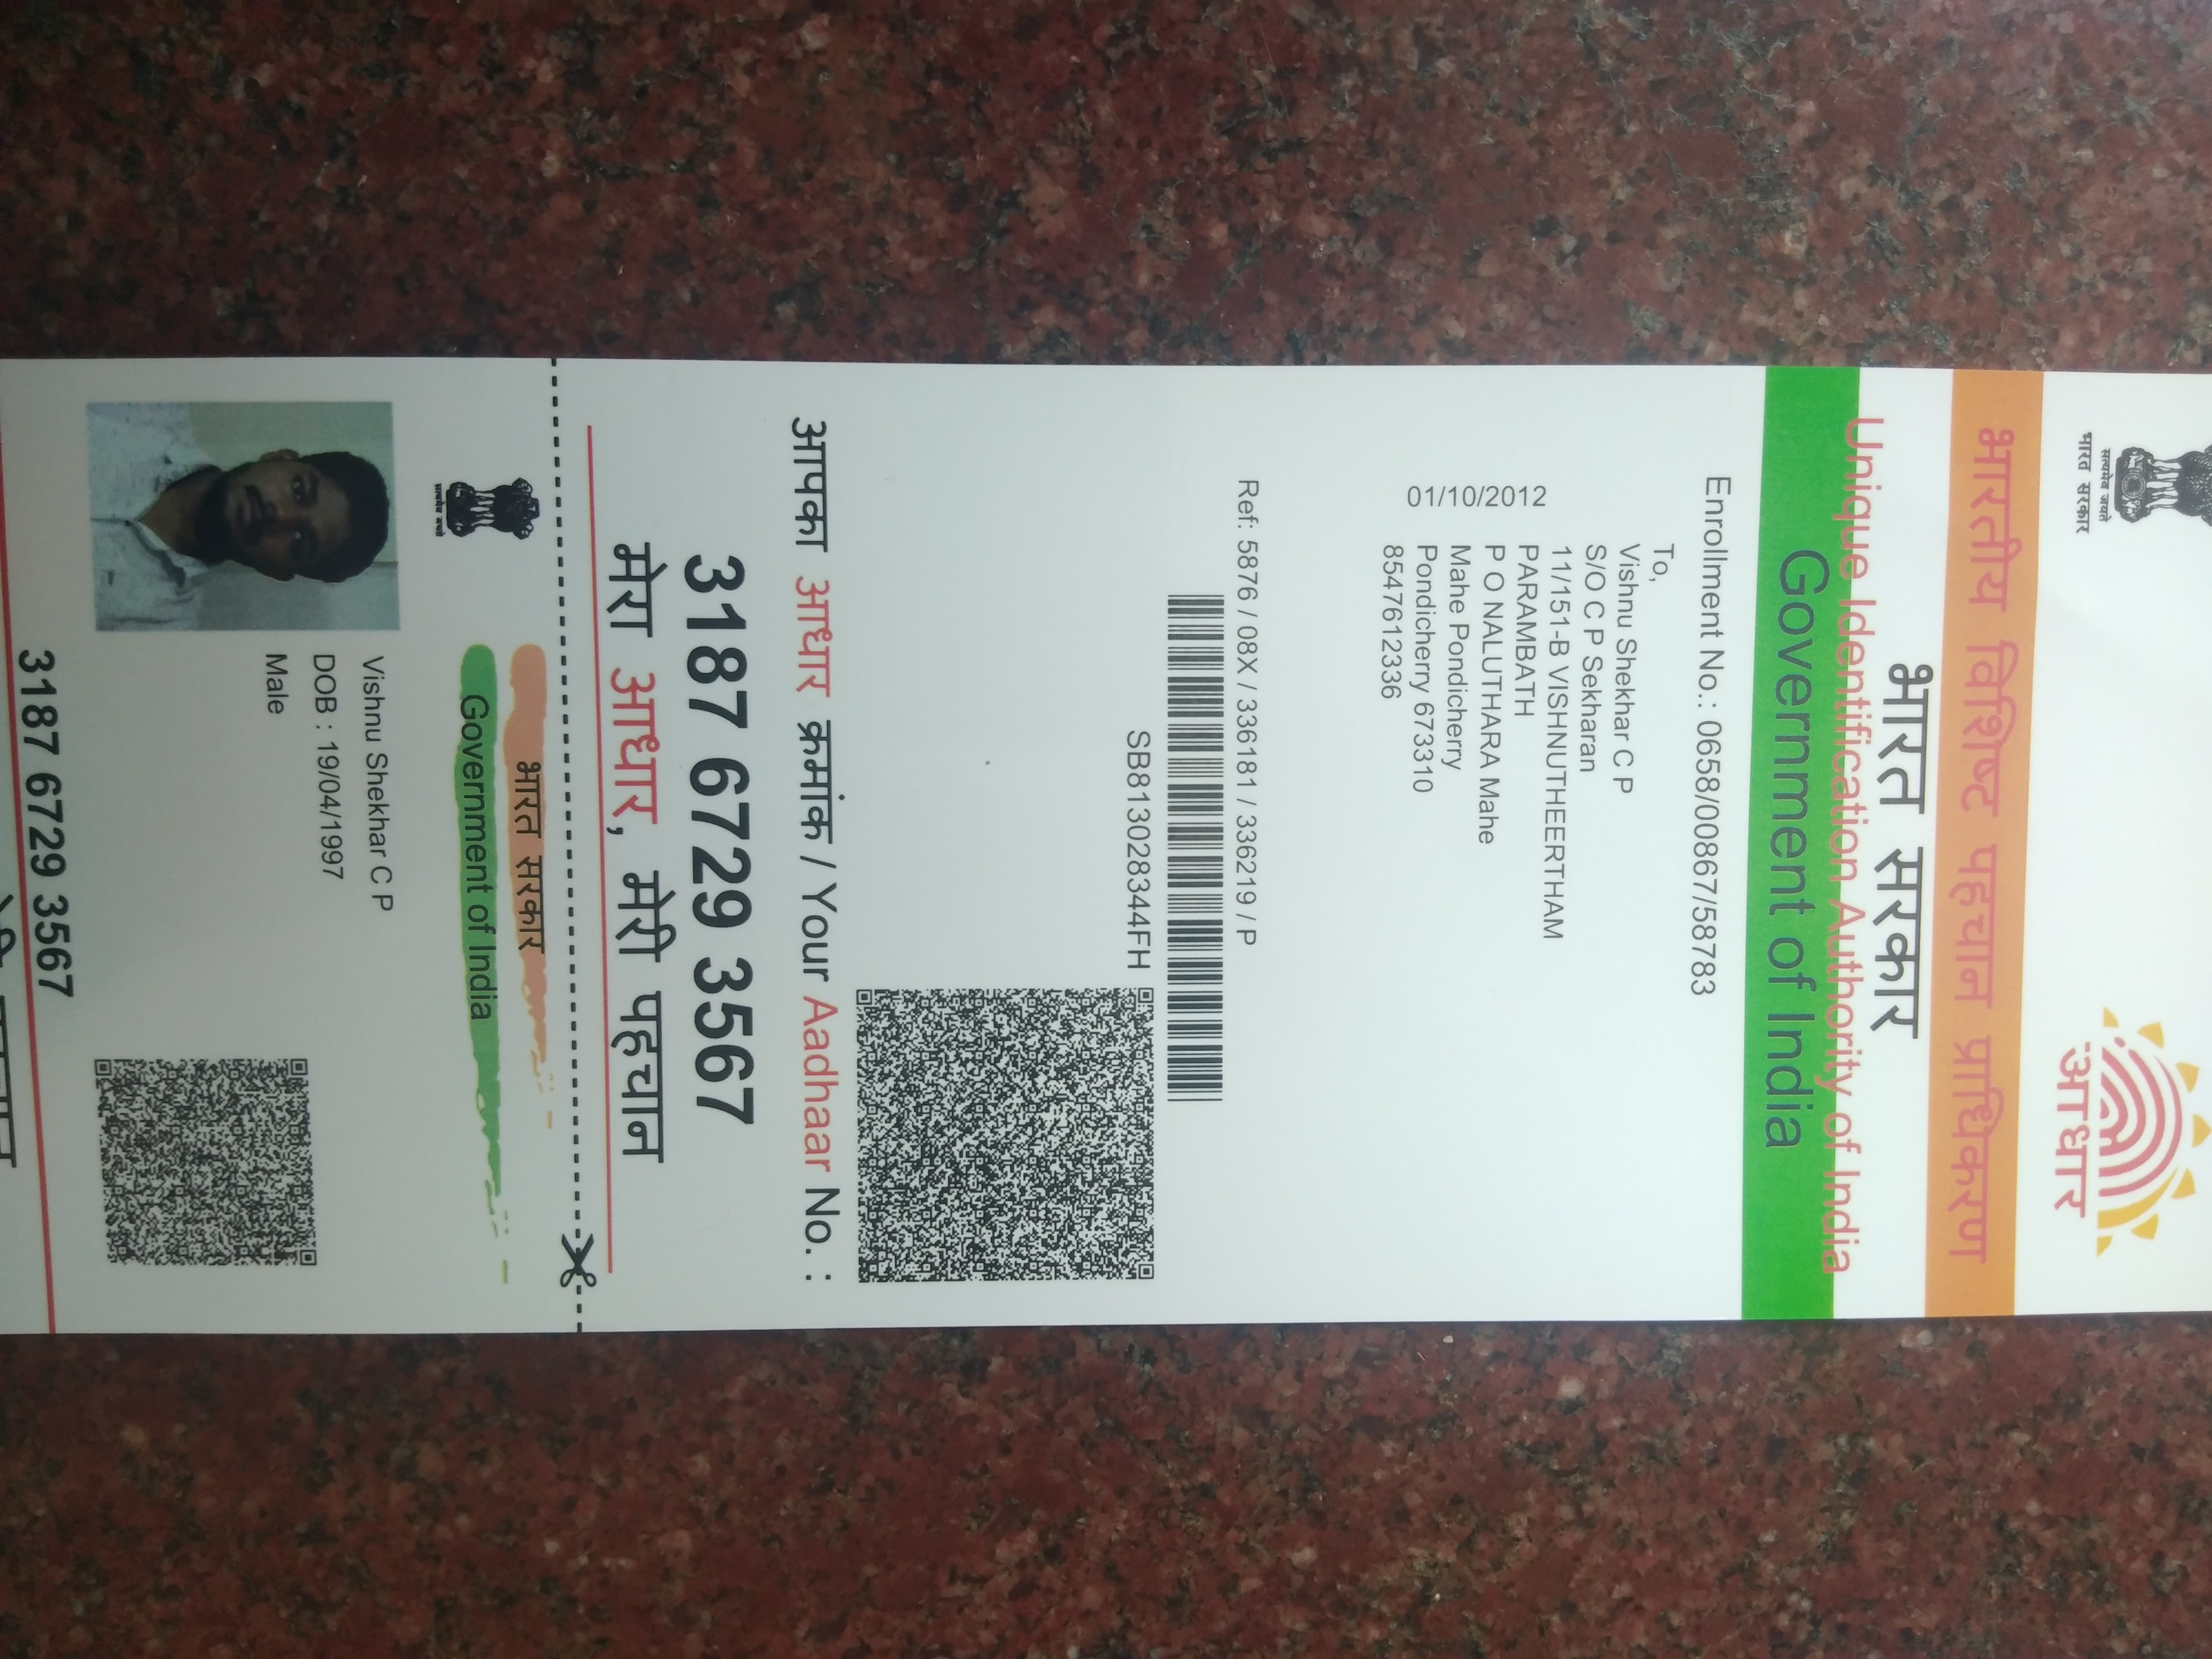 सत्यमेव जयते
भारत सरकार
आधार
भारतीय विशिष्ट पहचान प्राधिकरण
भारत सरकार
Unique Identification Authority of India
Government of India
Enrollment No.: 0658/00867/58783
To,
Vishnu Shekhar C P
S/O C P Sekharan
11/151-B VISHNUTHEERTHAM
PARAMBATH
P O NALUTHARA Mahe
Mahe Pondicherry
Pondicherry 673310
8547612336
01/10/2012
Ref: 5876 / 08X / 336181 / 336219 / P
SB813028344FH
आपका आधार क्रमांक / Your Aadhaar No. :
3187 6729 3567
मेरा आधार, मेरी पहचान
सत्यमेव जयते
भारत सरकार
Government of India
Vishnu Shekhar C P
DOB : 19/04/1997
Male
3187 6729 3567